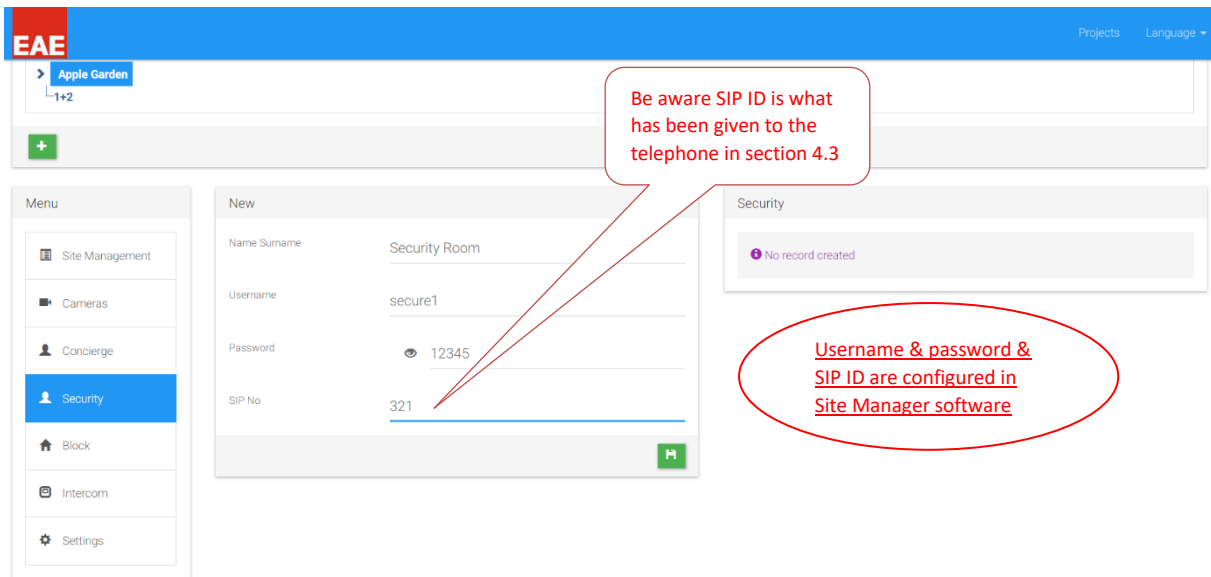 EAE
Projects
Language
Apple Garden
1+2
Be aware SIP ID is what
has been given to the
telephone in section 4.3
+
Menu
Site Management
Cameras
Concierge
Security
Block
Intercom
Settings
New
Name Surname
Security Room
Username
secure1
Password
12345
SIP No
321
Security
No record created
Username & password &
SIP ID are configured in
Site Manager software